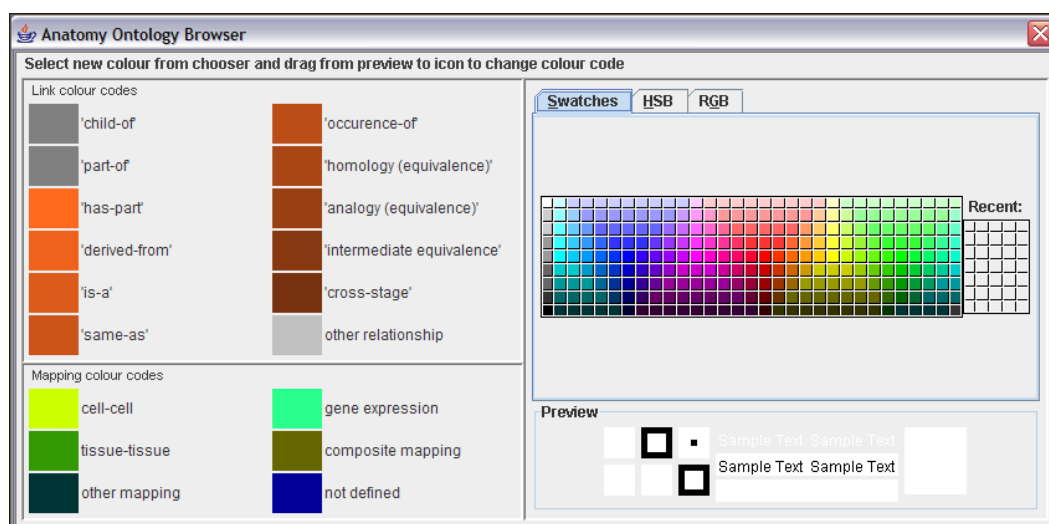 Anatomy Ontology Browser
Select new colour from chooser and drag from preview to icon to change colour code
Link colour codes
'child-of'
'part-of'
'has-part'
'derived-from'
'is-a'
'same-as'
'occurence-of'
'homology (equivalence)'
'analogy (equivalence)'
'intermediate equivalence'
'cross-stage'
other relationship
Mapping colour codes
cell-cell
tissue-tissue
other mapping
gene expression
composite mapping
not defined
Swatches HSB RGB
Recent:
Preview
Sample Text Sample Text
Sample Text Sample Text